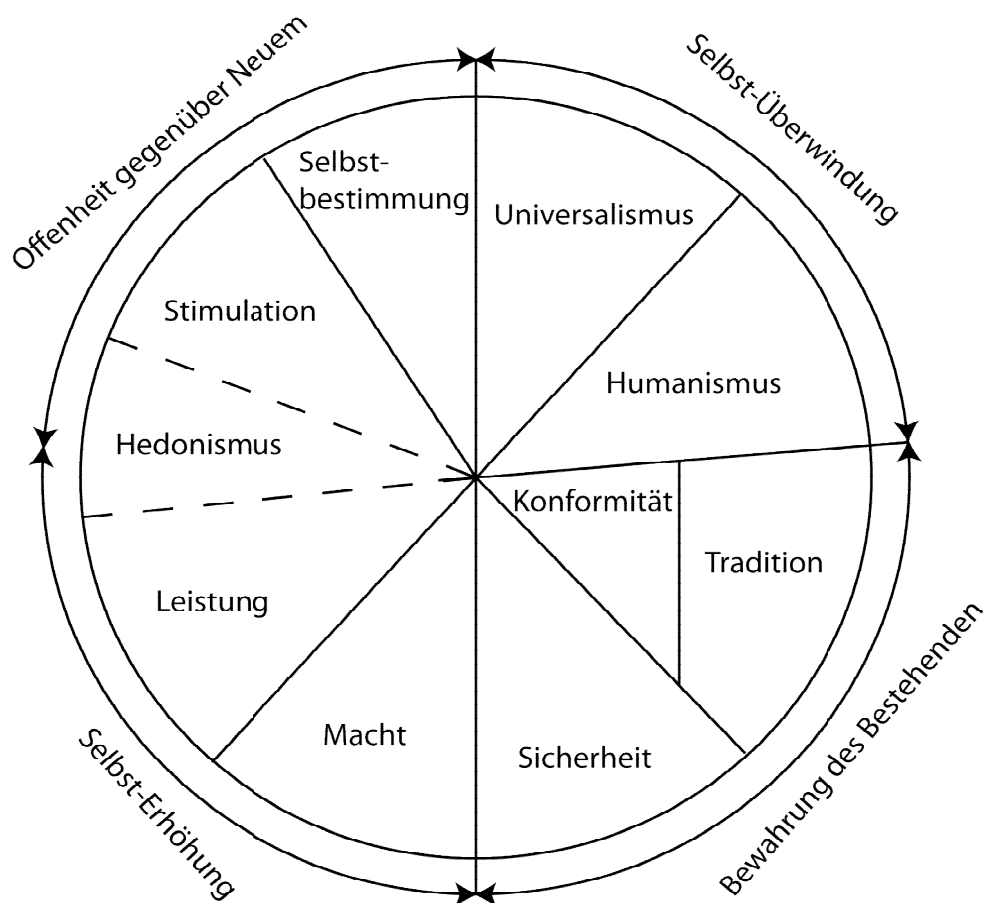 Offenheit gegenüber Neuem
Selbst-Überwindung
Selbst-
bestimmung
Universalismus
Stimulation
Humanismus
Hedonismus
Konformität
Tradition
Leistung
Macht
Sicherheit
Selbst-Erhöhung
Bewahrung des Bestehenden